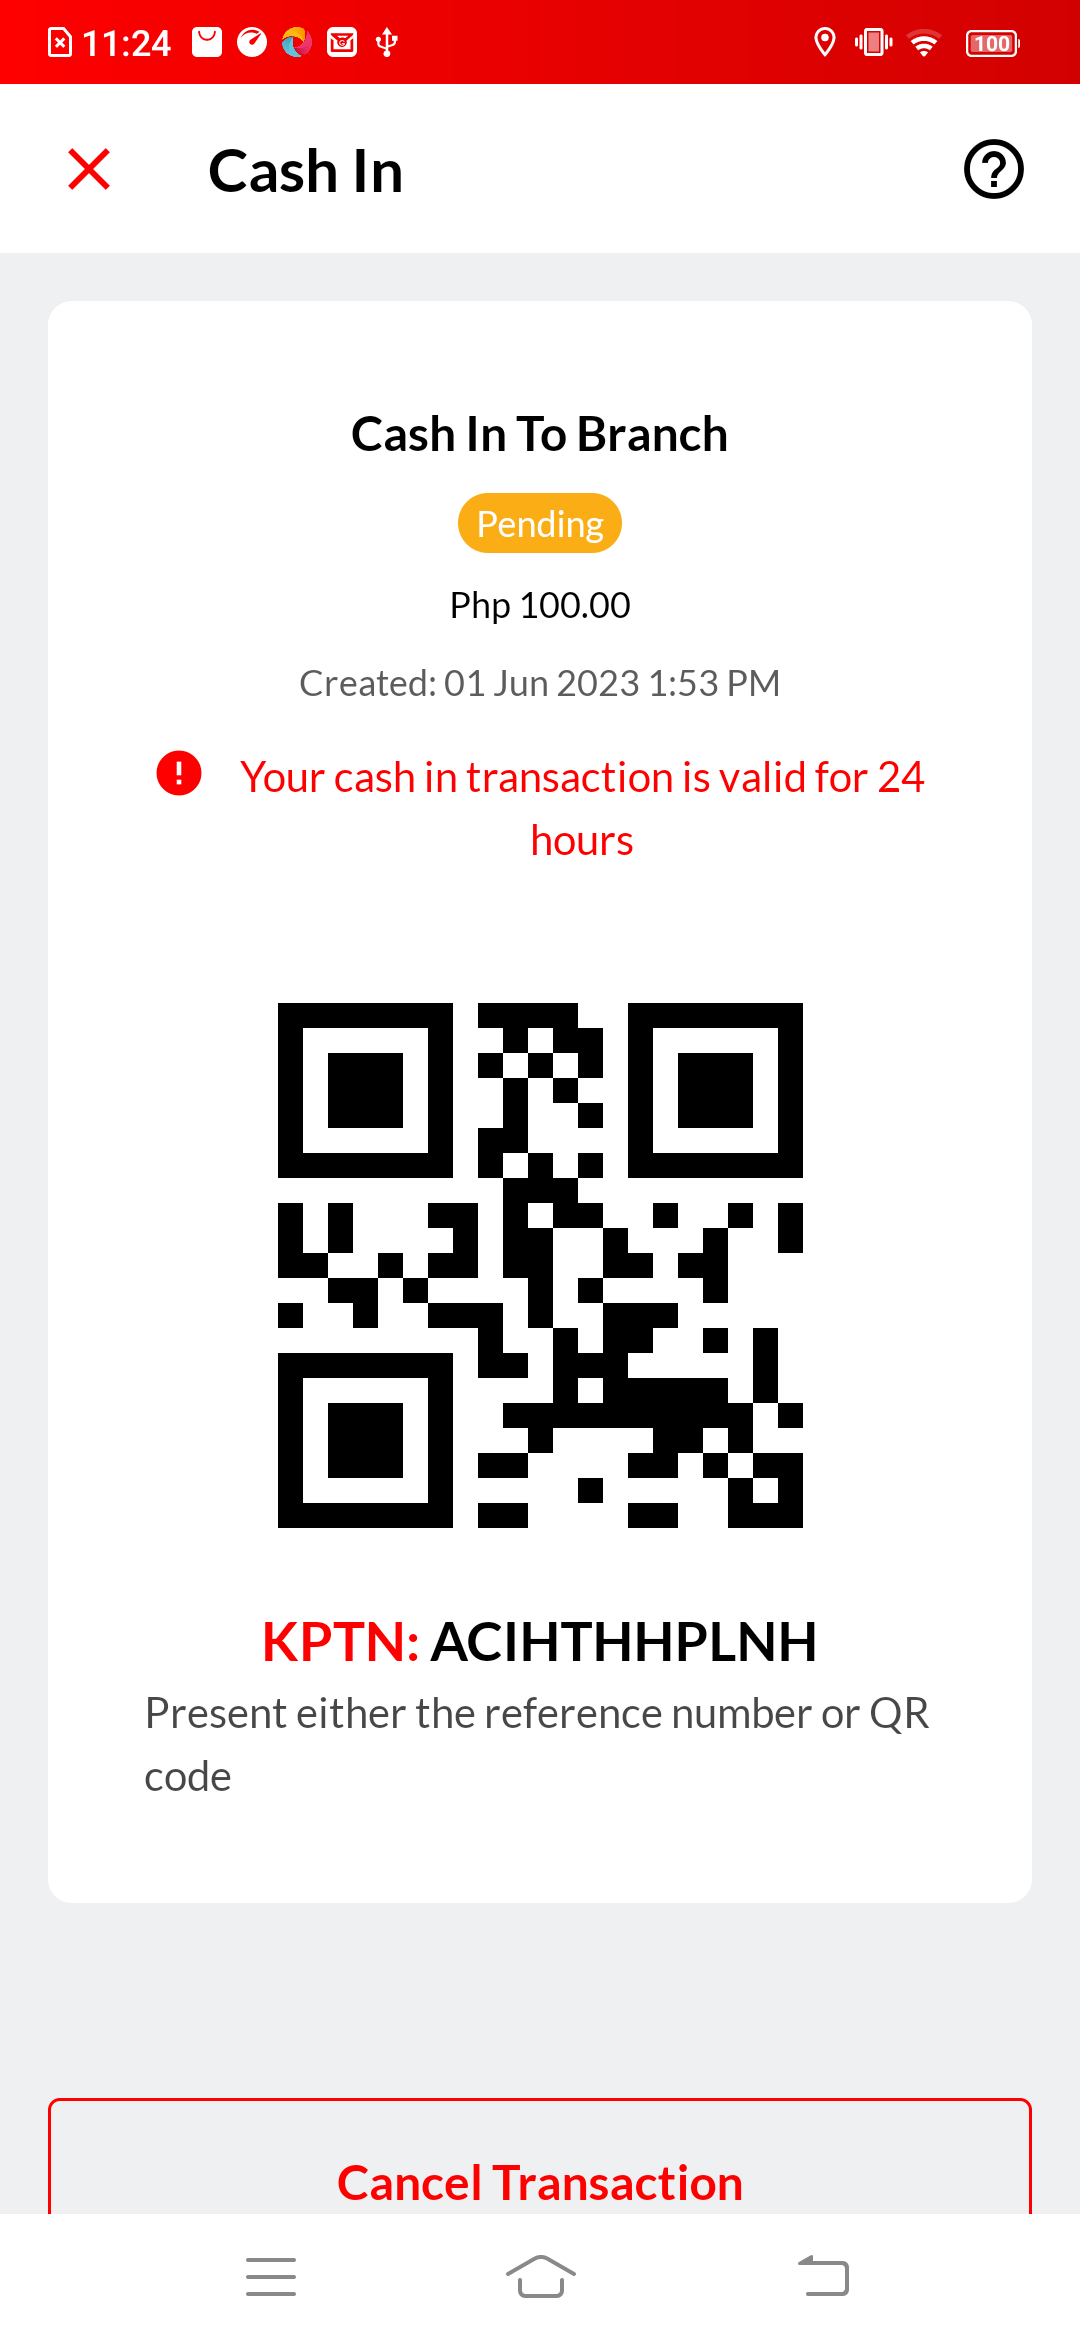 11:24
100
Cash In
Cash In To Branch
Pending
Php 100.00
Created: 01 Jun 2023 1:53 PM
Your cash in transaction is valid for 24
hours
KPTN: ACIHTHHPLNH
Present either the reference number or QR
code
Cancel Transaction